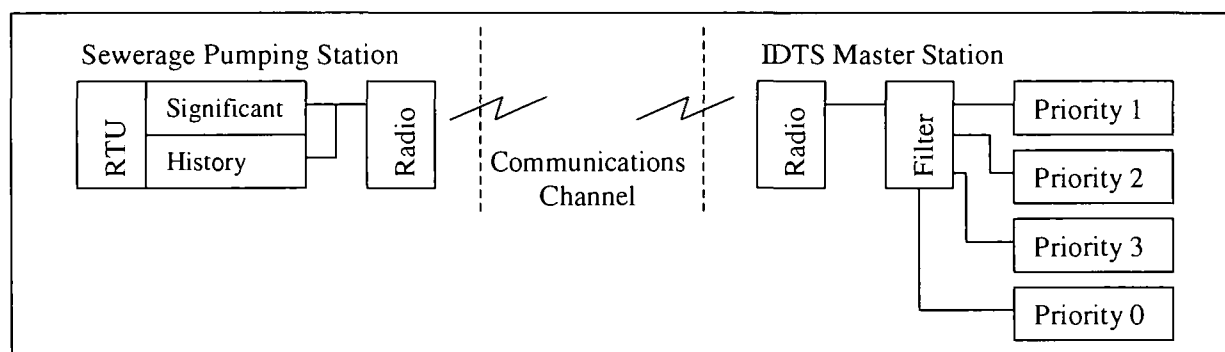 Sewerage Pumping Station
RTU
Significant
History
Radio
Communications
Channel
IDTS Master Station
Radio
Filter
Priority 1
Priority 2
Priority 3
Priority 0